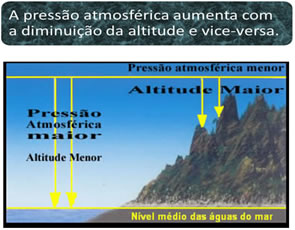 A pressão atmosférica aumenta com
a diminuição da altitude e vice-versa.
Pressão atmosférica menor
Altitude Maior
Pressão
Atmosférica
maior
Altitude Menor
Nível médio das águas do mar